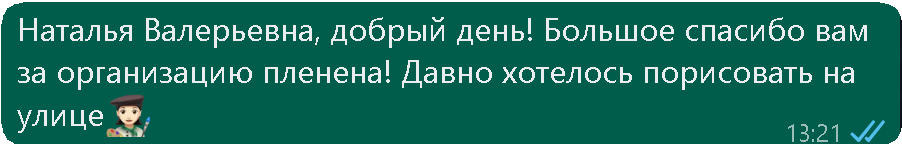 Наталья Валерьевна, добрый день! Большое спасибо вам
за организацию пленена! Давно хотелось порисовать на
улице👩🏻‍🎨
13:21